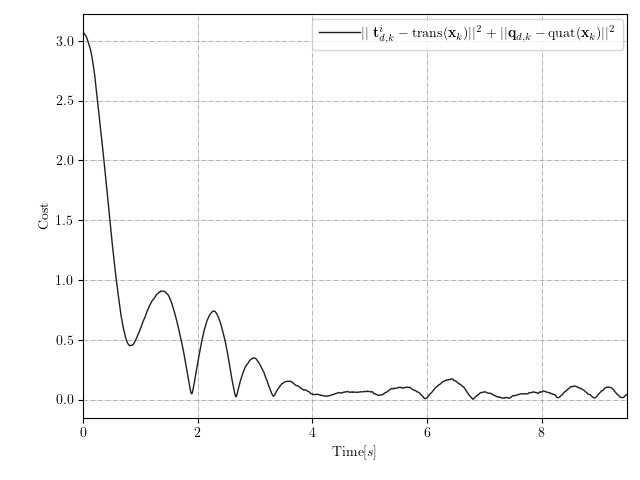 || t^i_{d,k} − trans(x_k)||^2 + ||q_{d,k} − quat(x_k)||^2
3.0
2.5
2.0
1.5
1.0
0.5
0.0
Cost
0 2 4 6 8
Time[s]